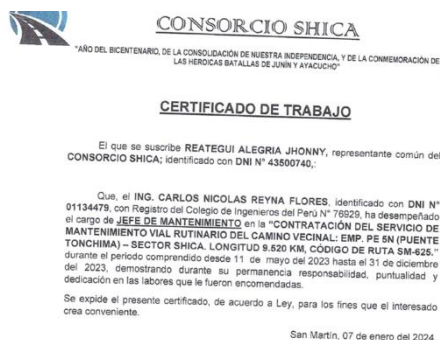 CONSORCIO SHICA
"AÑO DEL BICENTENARIO, DE LA CONSOLIDACIÓN DE NUESTRA INDEPENDENCIA, Y DE LA CONMEMORACIÓN DE
LAS HEROICAS BATALLAS DE JUNÍN Y AYACUCHO"
CERTIFICADO DE TRABAJO
El que se suscribe REATEGUI ALEGRIA JHONNY, representante común del
CONSORCIO SHICA; identificado con DNI N° 43500740,:
Que, el ING. CARLOS NICOLAS REYNA FLORES, identificado con DNI N°
01134479, con Registro del Colegio de Ingenieros del Perú N° 76929, ha desempeñado
el cargo de JEFE DE MANTENIMIENTO en la "CONTRATACIÓN DEL SERVICIO DE
MANTENIMIENTO VIAL RUTINARIO DEL CAMINO VECINAL: EMP. PE 5N (PUENTE
TONCHIMA) – SECTOR SHICA. LONGITUD 9.520 KM, CÓDIGO DE RUTA SM-625."
durante el periodo comprendido desde 11 de mayo del 2023 hasta el 31 de diciembre
del 2023, demostrando durante su permanencia responsabilidad, puntualidad y
dedicación en las labores que le fueron encomendadas.
Se expide el presente certificado, de acuerdo a Ley, para los fines que el interesado
crea conveniente.
San Martín, 07 de enero del 2024